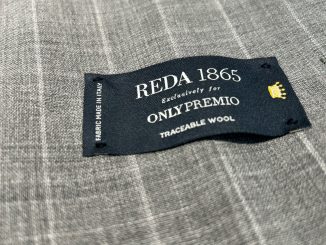 REDA 1865
Exclusively for
ONLYPREMIO
TRACEABLE WOOL
FABRIC MADE IN ITALY